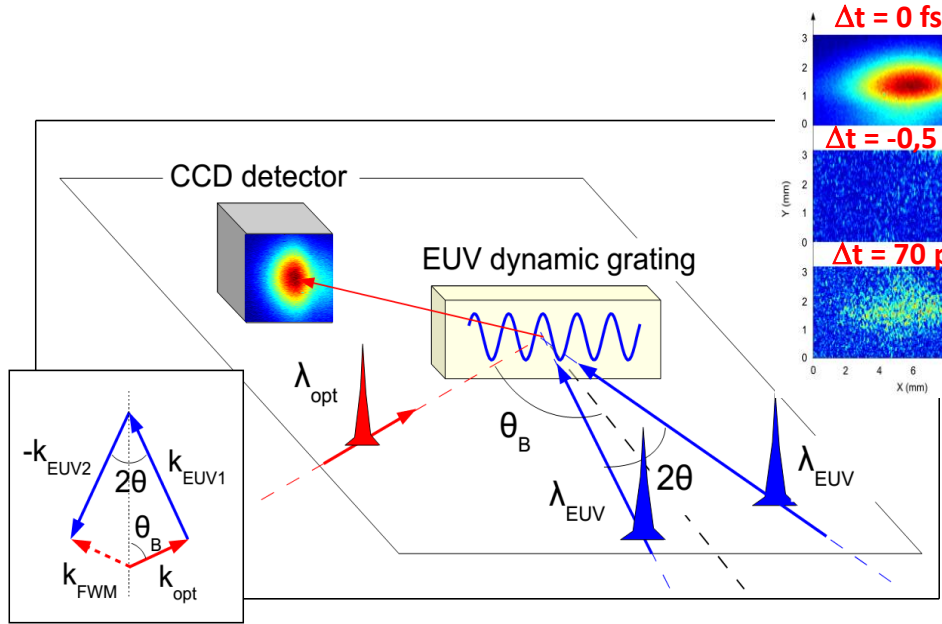 Δt = 0 fs
3
2
1
0
Δt = -0,5
3
2
1
0
Y (mm)
Δt = 70 p
3
2
1
0
0 2 4 6
X (mm)
CCD detector
EUV dynamic grating
λopt
θB
2θ
λEUV
λEUV
-kEUV2
kEUV1
2θ
θB
kFWM
kopt